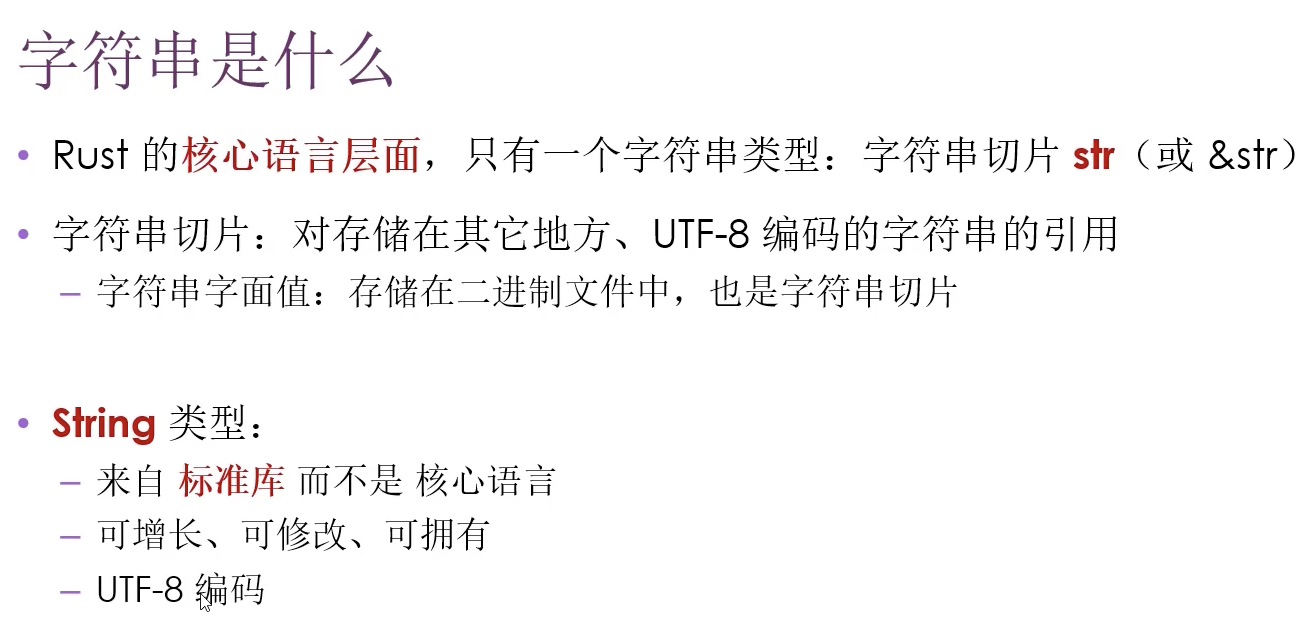 字符串是什么
• Rust 的核心语言层面，只有一个字符串类型：字符串切片 str（或 &str）
• 字符串切片：对存储在其它地方、UTF-8 编码的字符串的引用
– 字符串字面值：存储在二进制文件中，也是字符串切片
• String 类型：
– 来自 标准库 而不是 核心语言
– 可增长、可修改、可拥有
– UTF-8 编码